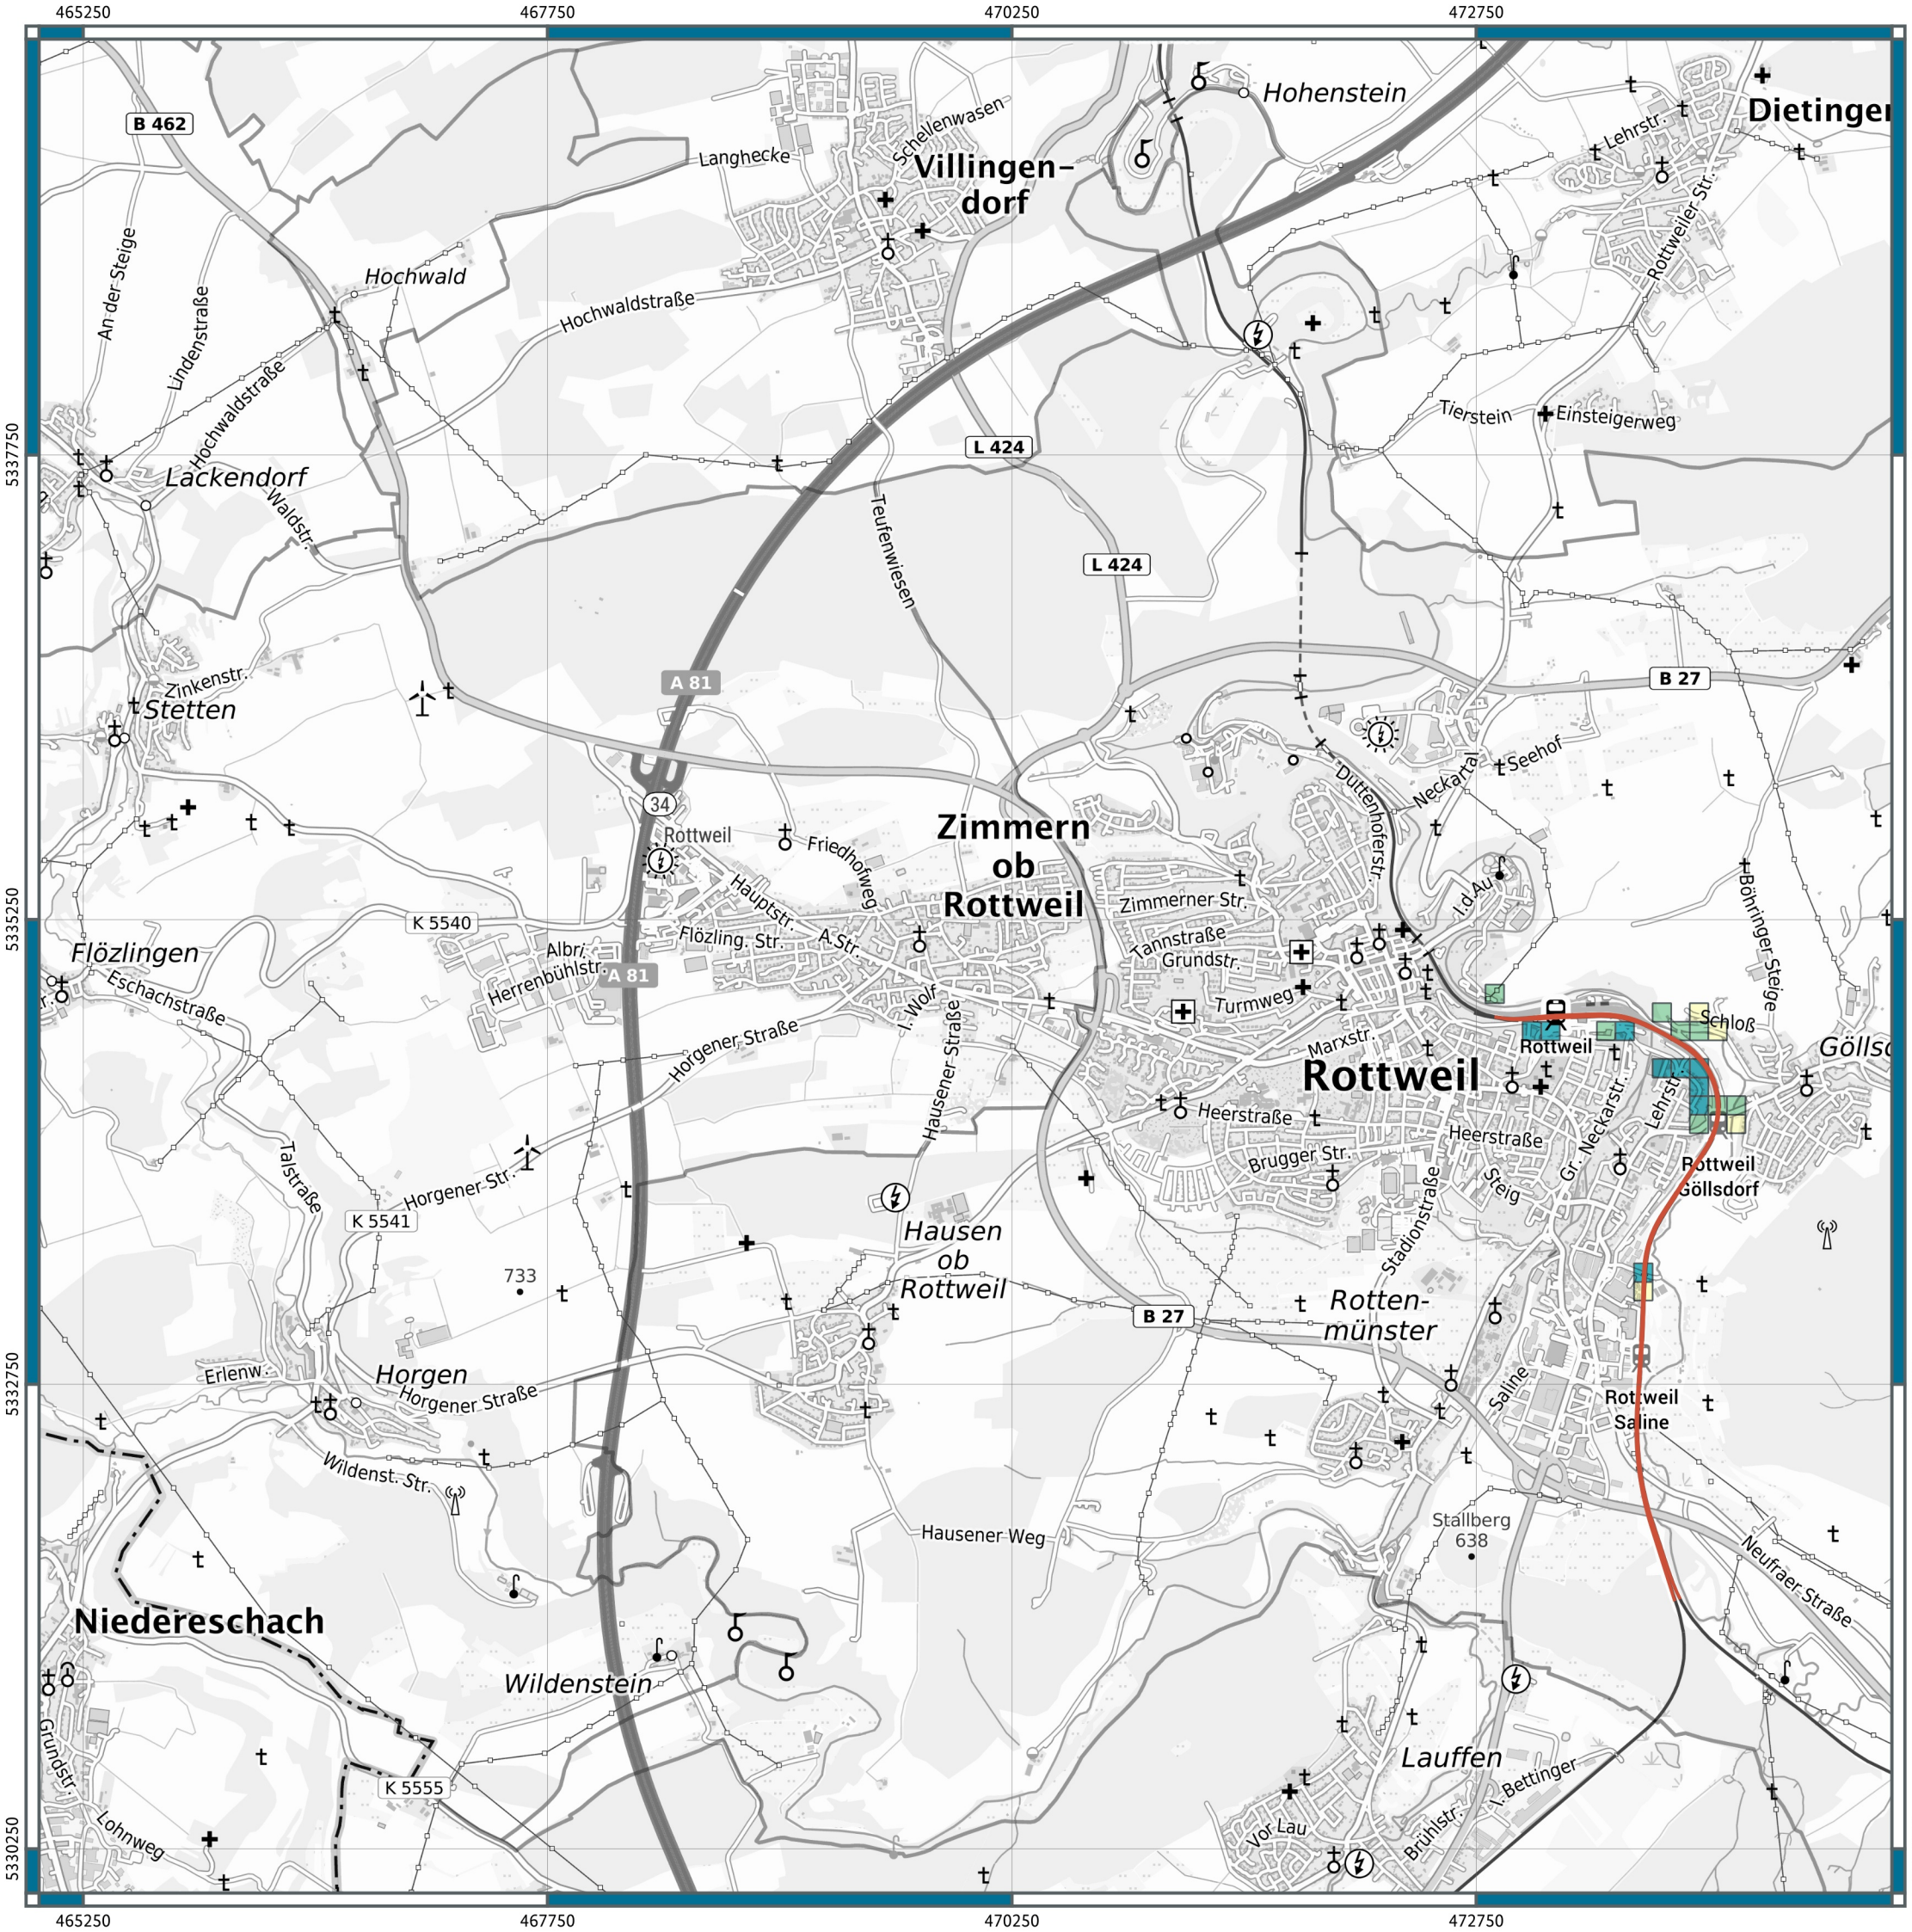 465250
467750
470250
472750
Hohenstein
Dietingen
B 462
Lehrstr.
Schellenwasen
Langhecke
Villingen-
dorf
Rottweiler Str.
An der Steige
Hochwald
Lindenstraße
Hochwaldstraße
Hochwaldstraße
Tierstein
Einsteigerweg
5337750
L 424
Lackendorf
Waldstr.
Teufenwiesen
L 424
Zinkenstr.
Stetten
A 81
B 27
Seehof
Neckartal
Duttenhoferstr.
34
Rottweil
Friedhofweg
Zimmern
ob
Rottweil
Hauptstr.
Zimmerner Str.
I.d.Au
Böhringer Steige
5335250
K 5540
Flözling. Str.
A.Str.
Tannstraße
Grundstr.
Flözlingen
Albri.
Herrenbühlstr.
A 81
Eschachstraße
r.
I. Wolf
Turmweg
Schloß
Horgener Straße
Hausener Straße
Marxstr.
Rottweil
Rottweil
Göllsd
Lehrstr.
Heerstraße
Heerstraße
Gr. Neckarstr.
Brugger Str.
Talstraße
Horgener Str.
Steig
Rottweil
Göllsdorf
K 5541
Stadionstraße
Hausen
ob
Rottweil
733
Rotten-
münster
B 27
5332750
Erlenw.
Horgen
Horgener Straße
Saline
Rottweil
Saline
Wildenst. Str.
Hausener Weg
Stallberg
638
Neufraer Straße
Niedereschach
Wildenstein
Grundstr.
Lauffen
K 5555
I. Bettinger
Brühlstr.
Vor Lau
Lohnweg
5330250
465250
467750
470250
472750